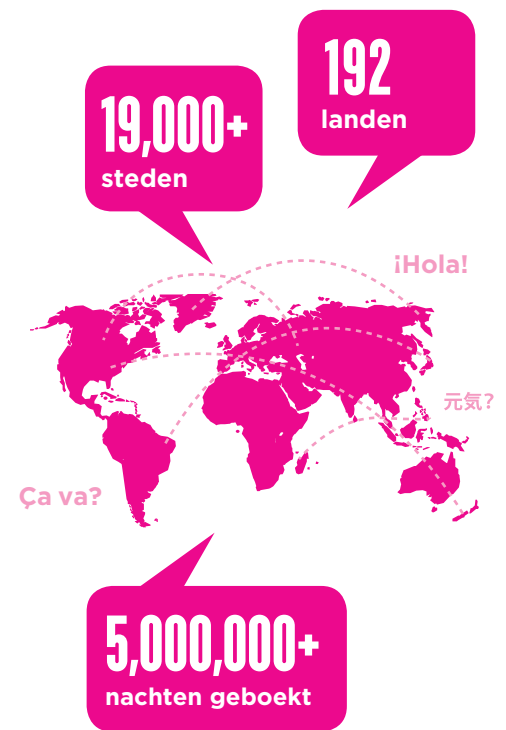 192
landen
19,000+
steden
¡Hola!
元気?
Ça va?
5,000,000+
nachten geboekt